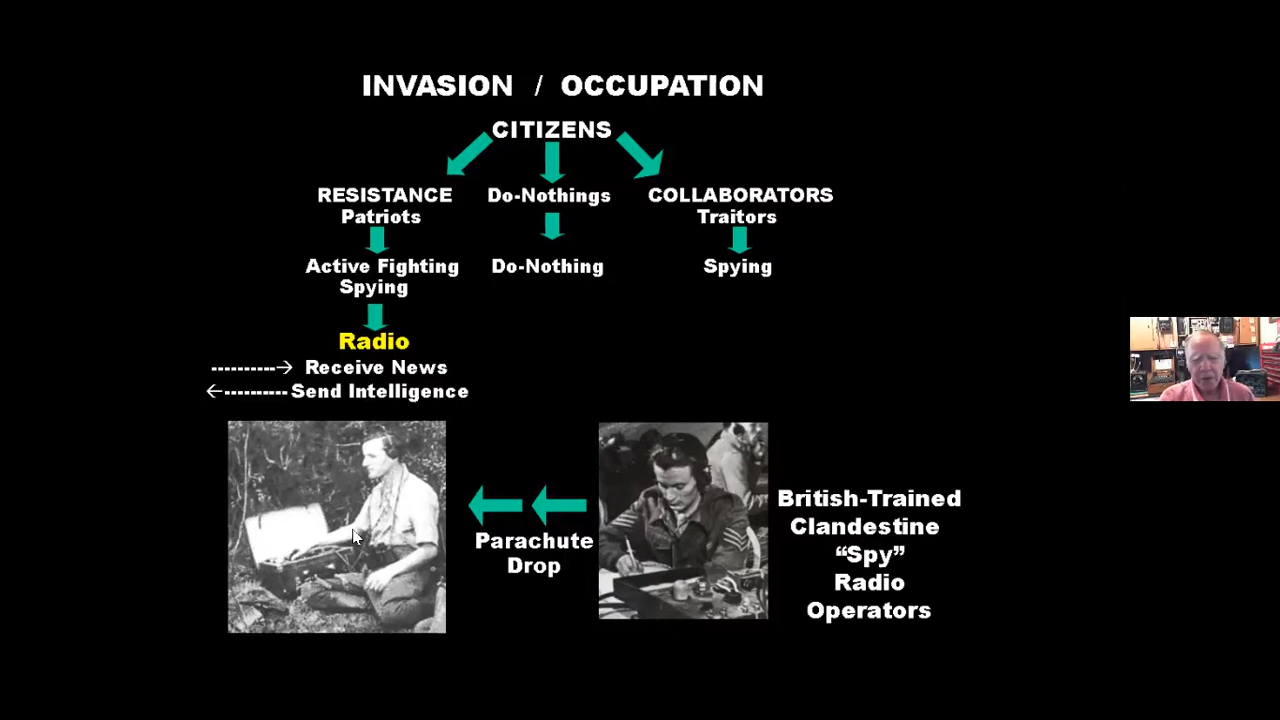 INVASION / OCCUPATION
CITIZENS
RESISTANCE
Patriots
Do-Nothings
COLLABORATORS
Traitors
Active Fighting
Spying
Do-Nothing
Spying
Radio
----------→ Receive News
←---------- Send Intelligence
Parachute
Drop
British-Trained
Clandestine
“Spy”
Radio
Operators